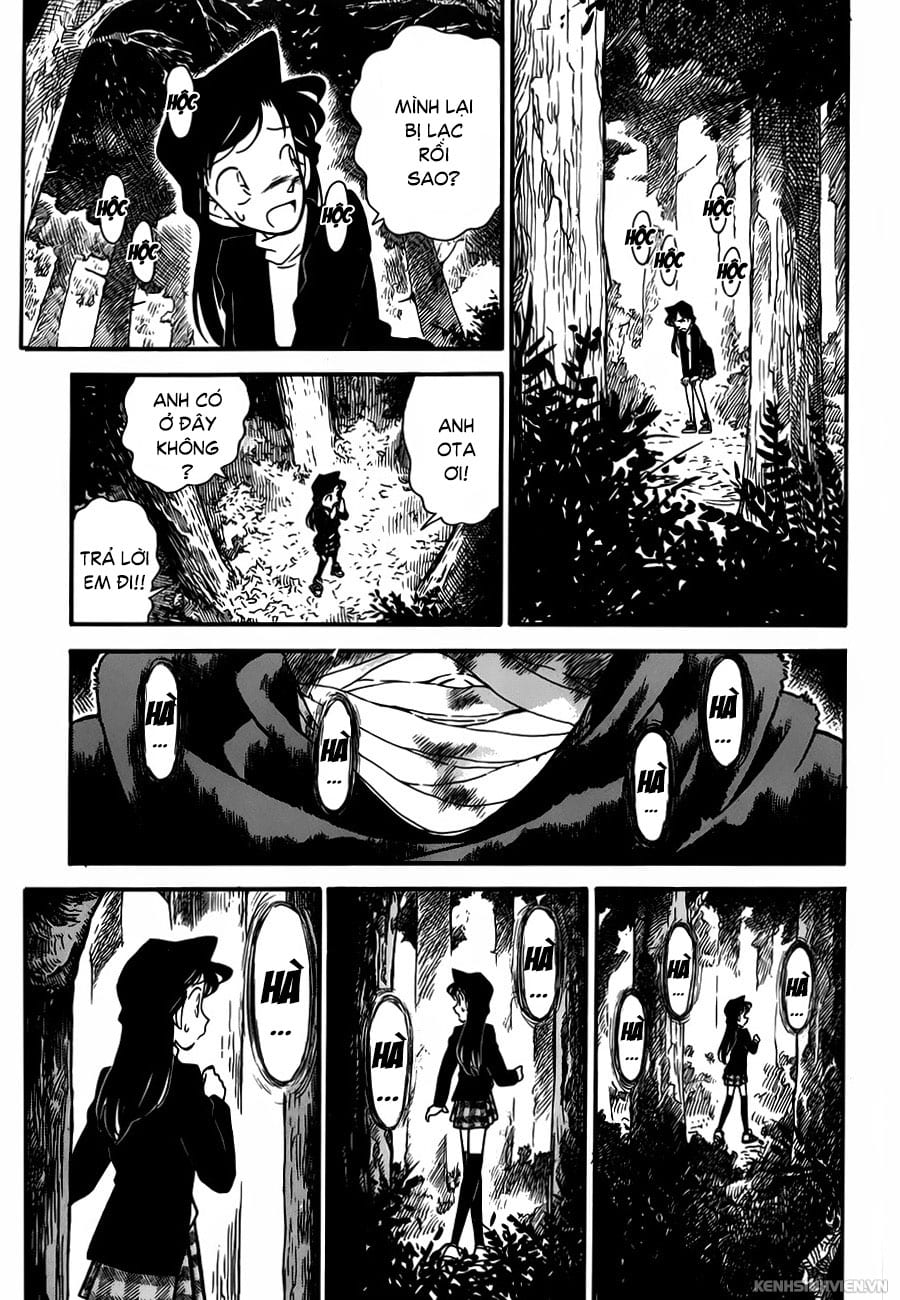 HỘC
HỘC
HỘC
HỘC
MÌNH LẠI
BỊ LẠC
RỒI
SAO?
HỘC
HỘC
HỘC
HỘC
HỘC
ANH
OTA
ƠI!
ANH CÓ
Ở ĐÂY
KHÔNG
?
TRẢ LỜI
EM ĐI!!
HÀ
...
HÀ
...
HÀ
...
HÀ
...
HÀ
...
HÀ
...
HÀ
...
HÀ
...
HÀ
...
HÀ
...
KENHSINHVIEN.VN